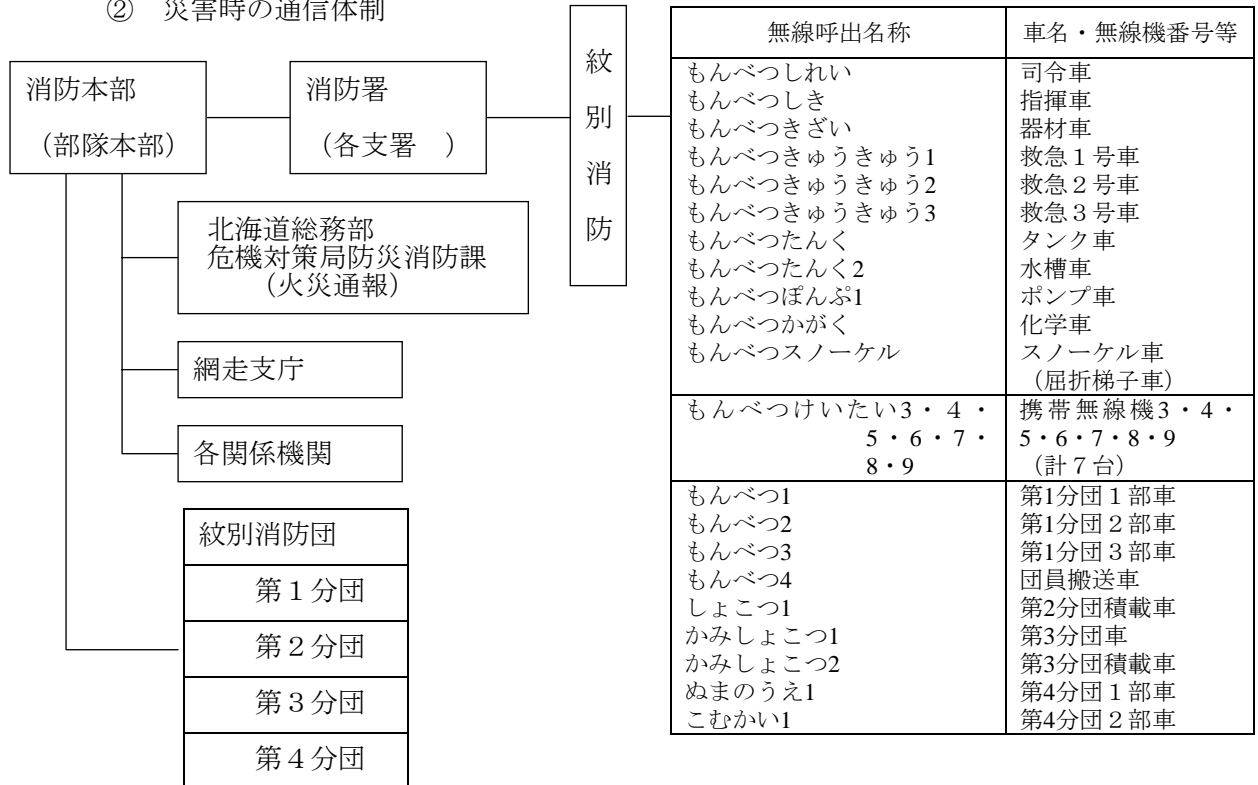 ② 災害時の通信体制
消防本部
(部隊本部)
消防署
(各支署 )
紋別消防
北海道総務部
危機対策局防災消防課
(火災通報)
網走支庁
各関係機関
紋別消防団
第1分団
第2分団
第3分団
第4分団
無線呼出名称 車名・無線機番号等
もんべつしれい 司令車
もんべつしき 指揮車
もんべつきざい 器材車
もんべつきゅうきゅう1 救急1号車
もんべつきゅうきゅう2 救急2号車
もんべつきゅうきゅう3 救急3号車
もんべつたんく タンク車
もんべつたんく2 水槽車
もんべつぽんぷ1 ポンプ車
もんべつかがく 化学車
もんべつスノーケル スノーケル車
(屈折梯子車)
もんべつけいたい3・4・ 携帯無線機3・4・
5・6・7・ 5・6・7・8・9
8・9 (計7台)
もんべつ1 第1分団1部車
もんべつ2 第1分団2部車
もんべつ3 第1分団3部車
もんべつ4 団員搬送車
しょこつ1 第2分団積載車
かみしょこつ1 第3分団車
かみしょこつ2 第3分団積載車
ぬまのうえ1 第4分団1部車
こむかい1 第4分団2部車